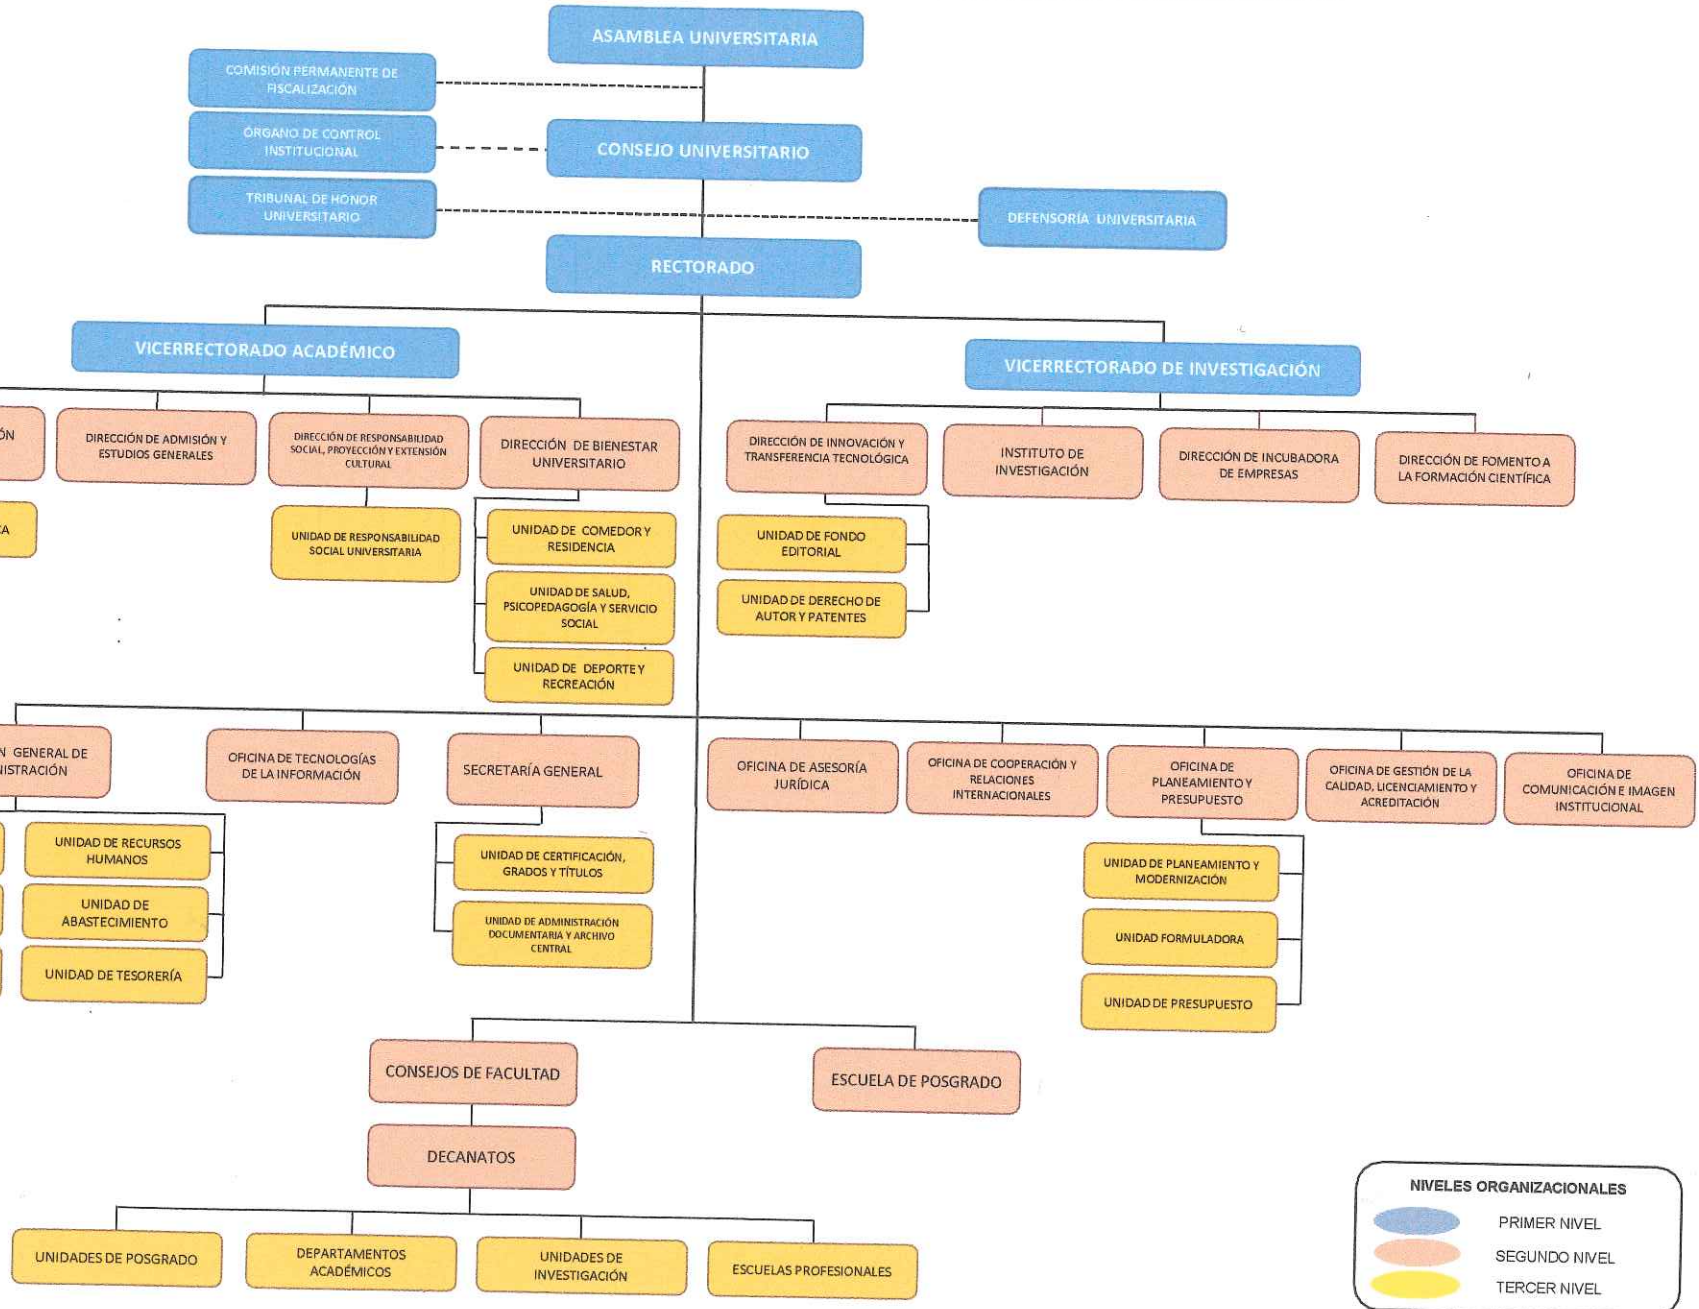 ASAMBLEA UNIVERSITARIA
COMISIÓN PERMANENTE DE
FISCALIZACIÓN
ÓRGANO DE CONTROL
INSTITUCIONAL
CONSEJO UNIVERSITARIO
TRIBUNAL DE HONOR
UNIVERSITARIO
DEFENSORÍA UNIVERSITARIA
RECTORADO
VICERRECTORADO ACADÉMICO
VICERRECTORADO DE INVESTIGACIÓN
DIRECCIÓN DE ADMISIÓN Y
ESTUDIOS GENERALES
DIRECCIÓN DE RESPONSABILIDAD
SOCIAL, PROYECCIÓN Y EXTENSIÓN
CULTURAL
DIRECCIÓN DE BIENESTAR
UNIVERSITARIO
DIRECCIÓN DE INNOVACIÓN Y
TRANSFERENCIA TECNOLÓGICA
INSTITUTO DE
INVESTIGACIÓN
DIRECCIÓN DE INCUBADORA
DE EMPRESAS
DIRECCIÓN DE FOMENTO A
LA FORMACIÓN CIENTÍFICA
UNIDAD DE RESPONSABILIDAD
SOCIAL UNIVERSITARIA
UNIDAD DE COMEDOR Y
RESIDENCIA
UNIDAD DE SALUD,
PSICOPEDAGOGÍA Y SERVICIO
SOCIAL
UNIDAD DE DEPORTE Y
RECREACIÓN
UNIDAD DE FONDO
EDITORIAL
UNIDAD DE DERECHO DE
AUTOR Y PATENTES
GENERAL DE
OFICINA DE TECNOLOGÍAS
DE LA INFORMACIÓN
SECRETARÍA GENERAL
OFICINA DE ASESORÍA
JURÍDICA
OFICINA DE COOPERACIÓN Y
RELACIONES
INTERNACIONALES
OFICINA DE
PLANEAMIENTO Y
PRESUPUESTO
OFICINA DE GESTIÓN DE LA
CALIDAD, LICENCIAMIENTO Y
ACREDITACIÓN
OFICINA DE
COMUNICACIÓN E IMAGEN
INSTITUCIONAL
UNIDAD DE RECURSOS
HUMANOS
UNIDAD DE
ABASTECIMIENTO
UNIDAD DE TESORERÍA
UNIDAD DE CERTIFICACIÓN,
GRADOS Y TÍTULOS
UNIDAD DE ADMINISTRACIÓN
DOCUMENTARIA Y ARCHIVO
CENTRAL
UNIDAD DE PLANEAMIENTO Y
MODERNIZACIÓN
UNIDAD FORMULADORA
UNIDAD DE PRESUPUESTO
CONSEJOS DE FACULTAD
ESCUELA DE POSGRADO
DECANATOS
UNIDADES DE POSGRADO
DEPARTAMENTOS
ACADÉMICOS
UNIDADES DE
INVESTIGACIÓN
ESCUELAS PROFESIONALES
NIVELES ORGANIZACIONALES
PRIMER NIVEL
SEGUNDO NIVEL
TERCER NIVEL